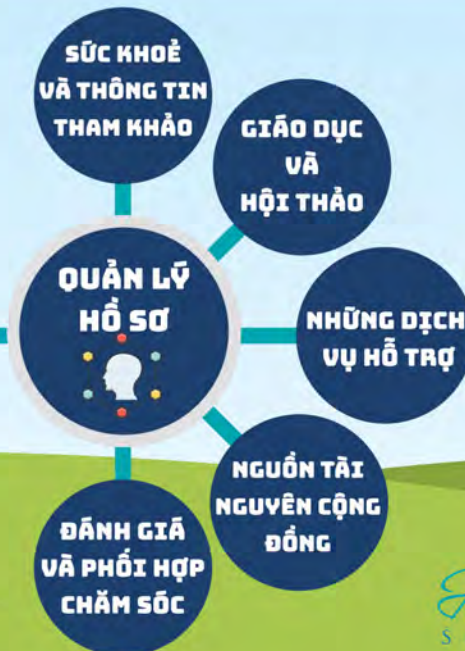 SỨC KHOẺ
VÀ THÔNG TIN
THAM KHẢO
GIÁO DỤC
VÀ
HỘI THẢO
QUẢN LÝ
HỒ SƠ
NHỮNG DỊCH
VỤ HỖ TRỢ
NGUỒN TÀI
NGUYÊN CỘNG
ĐỒNG
ĐÁNH GIÁ
VÀ PHỐI HỢP
CHĂM SÓC